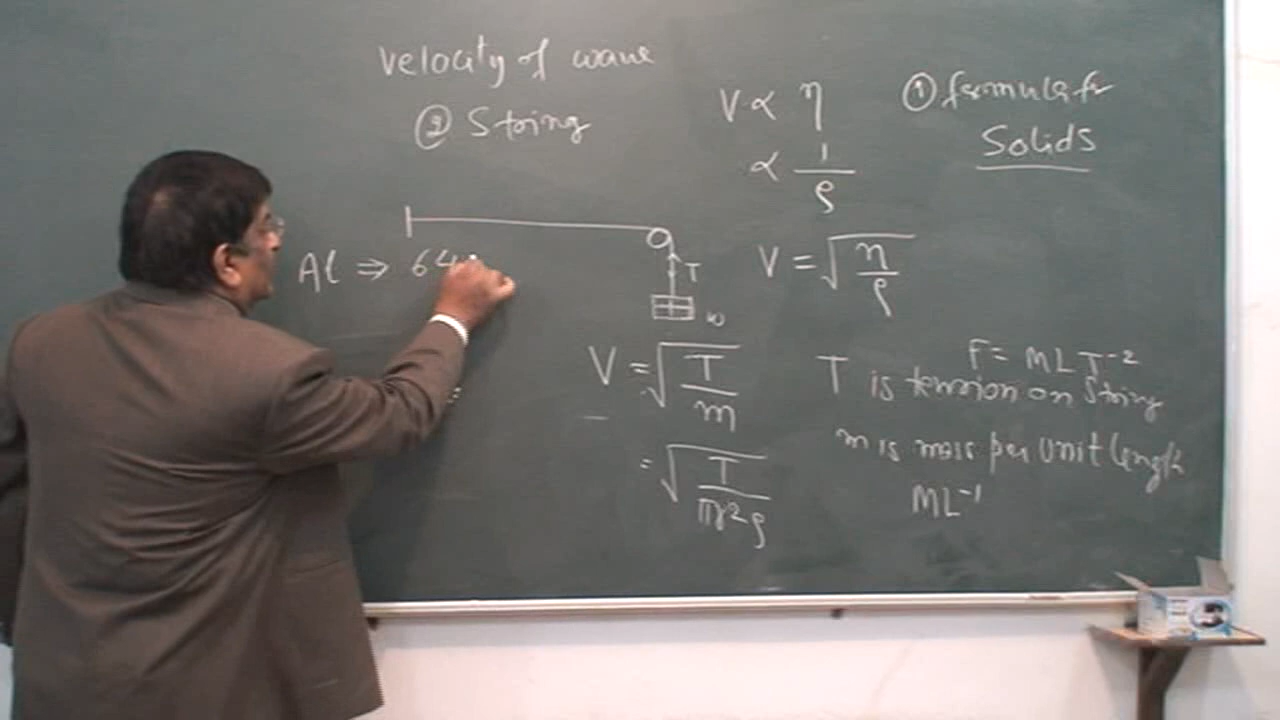 velocity of wave
② String
Al ⇒ 64
T
w
V = √(T/m)
= √(T/πr²ρ)
① formula for
Solids
V ∝ η
∝ 1/ρ
V = √(η/ρ)
F = MLT⁻²
T is tension on string
m is mass per unit length
ML⁻¹